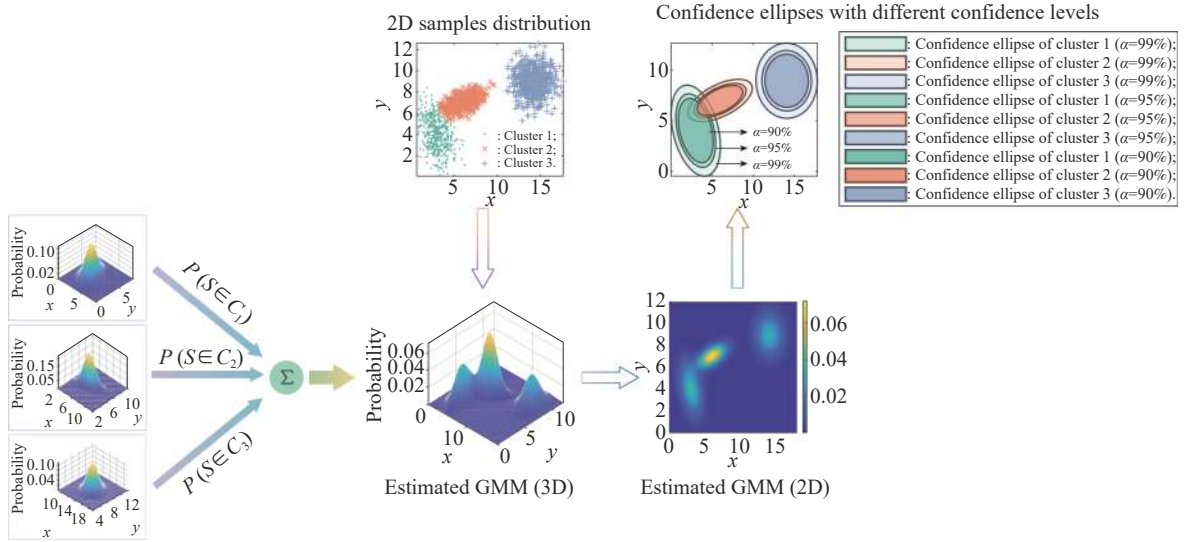 2D samples distribution
12
10
8
6
4
2
y
5
10
15
x
: Cluster 1;
: Cluster 2;
: Cluster 3.
Confidence ellipses with different confidence levels
10
5
0
y
0
5
10
15
x
α=90%
α=95%
α=99%
: Confidence ellipse of cluster 1 (α=99%);
: Confidence ellipse of cluster 2 (α=99%);
: Confidence ellipse of cluster 3 (α=99%);
: Confidence ellipse of cluster 1 (α=95%);
: Confidence ellipse of cluster 2 (α=95%);
: Confidence ellipse of cluster 3 (α=95%);
: Confidence ellipse of cluster 1 (α=90%);
: Confidence ellipse of cluster 2 (α=90%);
: Confidence ellipse of cluster 3 (α=90%).
Probability
0.10
0.02
0
5
x
0
5
y
P (S∈C₁)
Probability
0.15
0.05
2
6
10
x
2
6
10
y
P (S∈C₂)
Probability
0.10
0.04
10
14
18
x
4
8
12
y
P (S∈C₃)
Σ
Probability
0.06
0.04
0.02
0
10
x
0
5
10
y
Estimated GMM (3D)
12
10
8
6
4
2
0
y
0
5
10
15
x
0.06
0.04
0.02
Estimated GMM (2D)